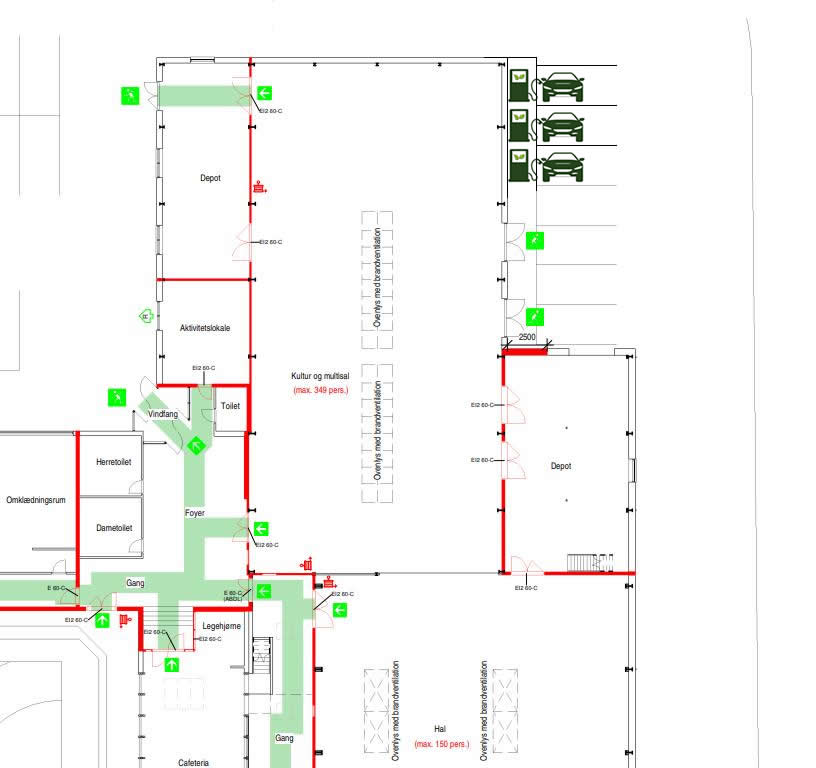 EI2 60-C
Depot
EI2 60-C
Ovenlys med brandventilation
Aktivitetslokale
2500
EI2 60-C
Kultur og multisal
(max. 349 pers.)
Ovenlys med brandventilation
Toilet
Vindfang
EI2 60-C
EI2 60-C
Depot
Herretoilet
Omklædningsrum
Foyer
Dametoilet
EI2 60-C
Gang
E 60-C
E 60-C
(ABDL)
EI2 60-C
EI2 60-C
EI2 60-C
Legehjørne
EI2 60-C
EI2 60-C
Ovenlys med brandventilation
Ovenlys med brandventilation
Hal
(max. 150 pers.)
Gang
Cafeteria